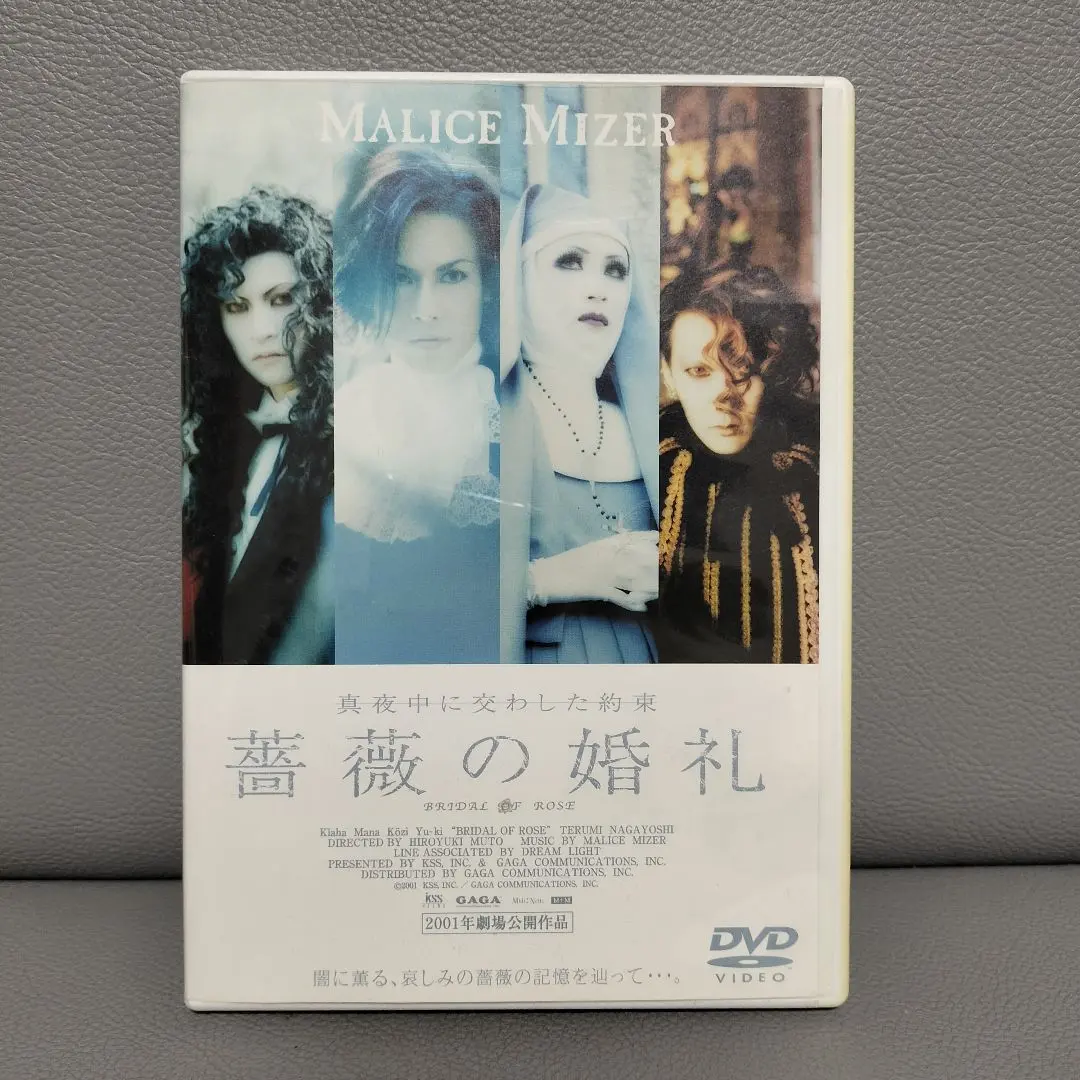 MALICE MIZER
真夜中に交わした約束
薔薇の婚礼
BRIDAL OF ROSE
Klaha Mana Közi Yu-ki “BRIDAL OF ROSE” TERUMI NAGAYOSHI
DIRECTED BY HIROYUKI MUTO MUSIC BY MALICE MIZER
LINE ASSOCIATED BY DREAM LIGHT
PRESENTED BY KSS, INC. & GAGA COMMUNICATIONS, INC.
DISTRIBUTED BY GAGA COMMUNICATIONS, INC.
©2001 KSS, INC. / GAGA COMMUNICATIONS, INC.
KSS FILMS GAGA Midi:Nette M+M
2001年劇場公開作品
DVD
VIDEO
闇に薫る、哀しみの薔薇の記憶を辿って・・・。